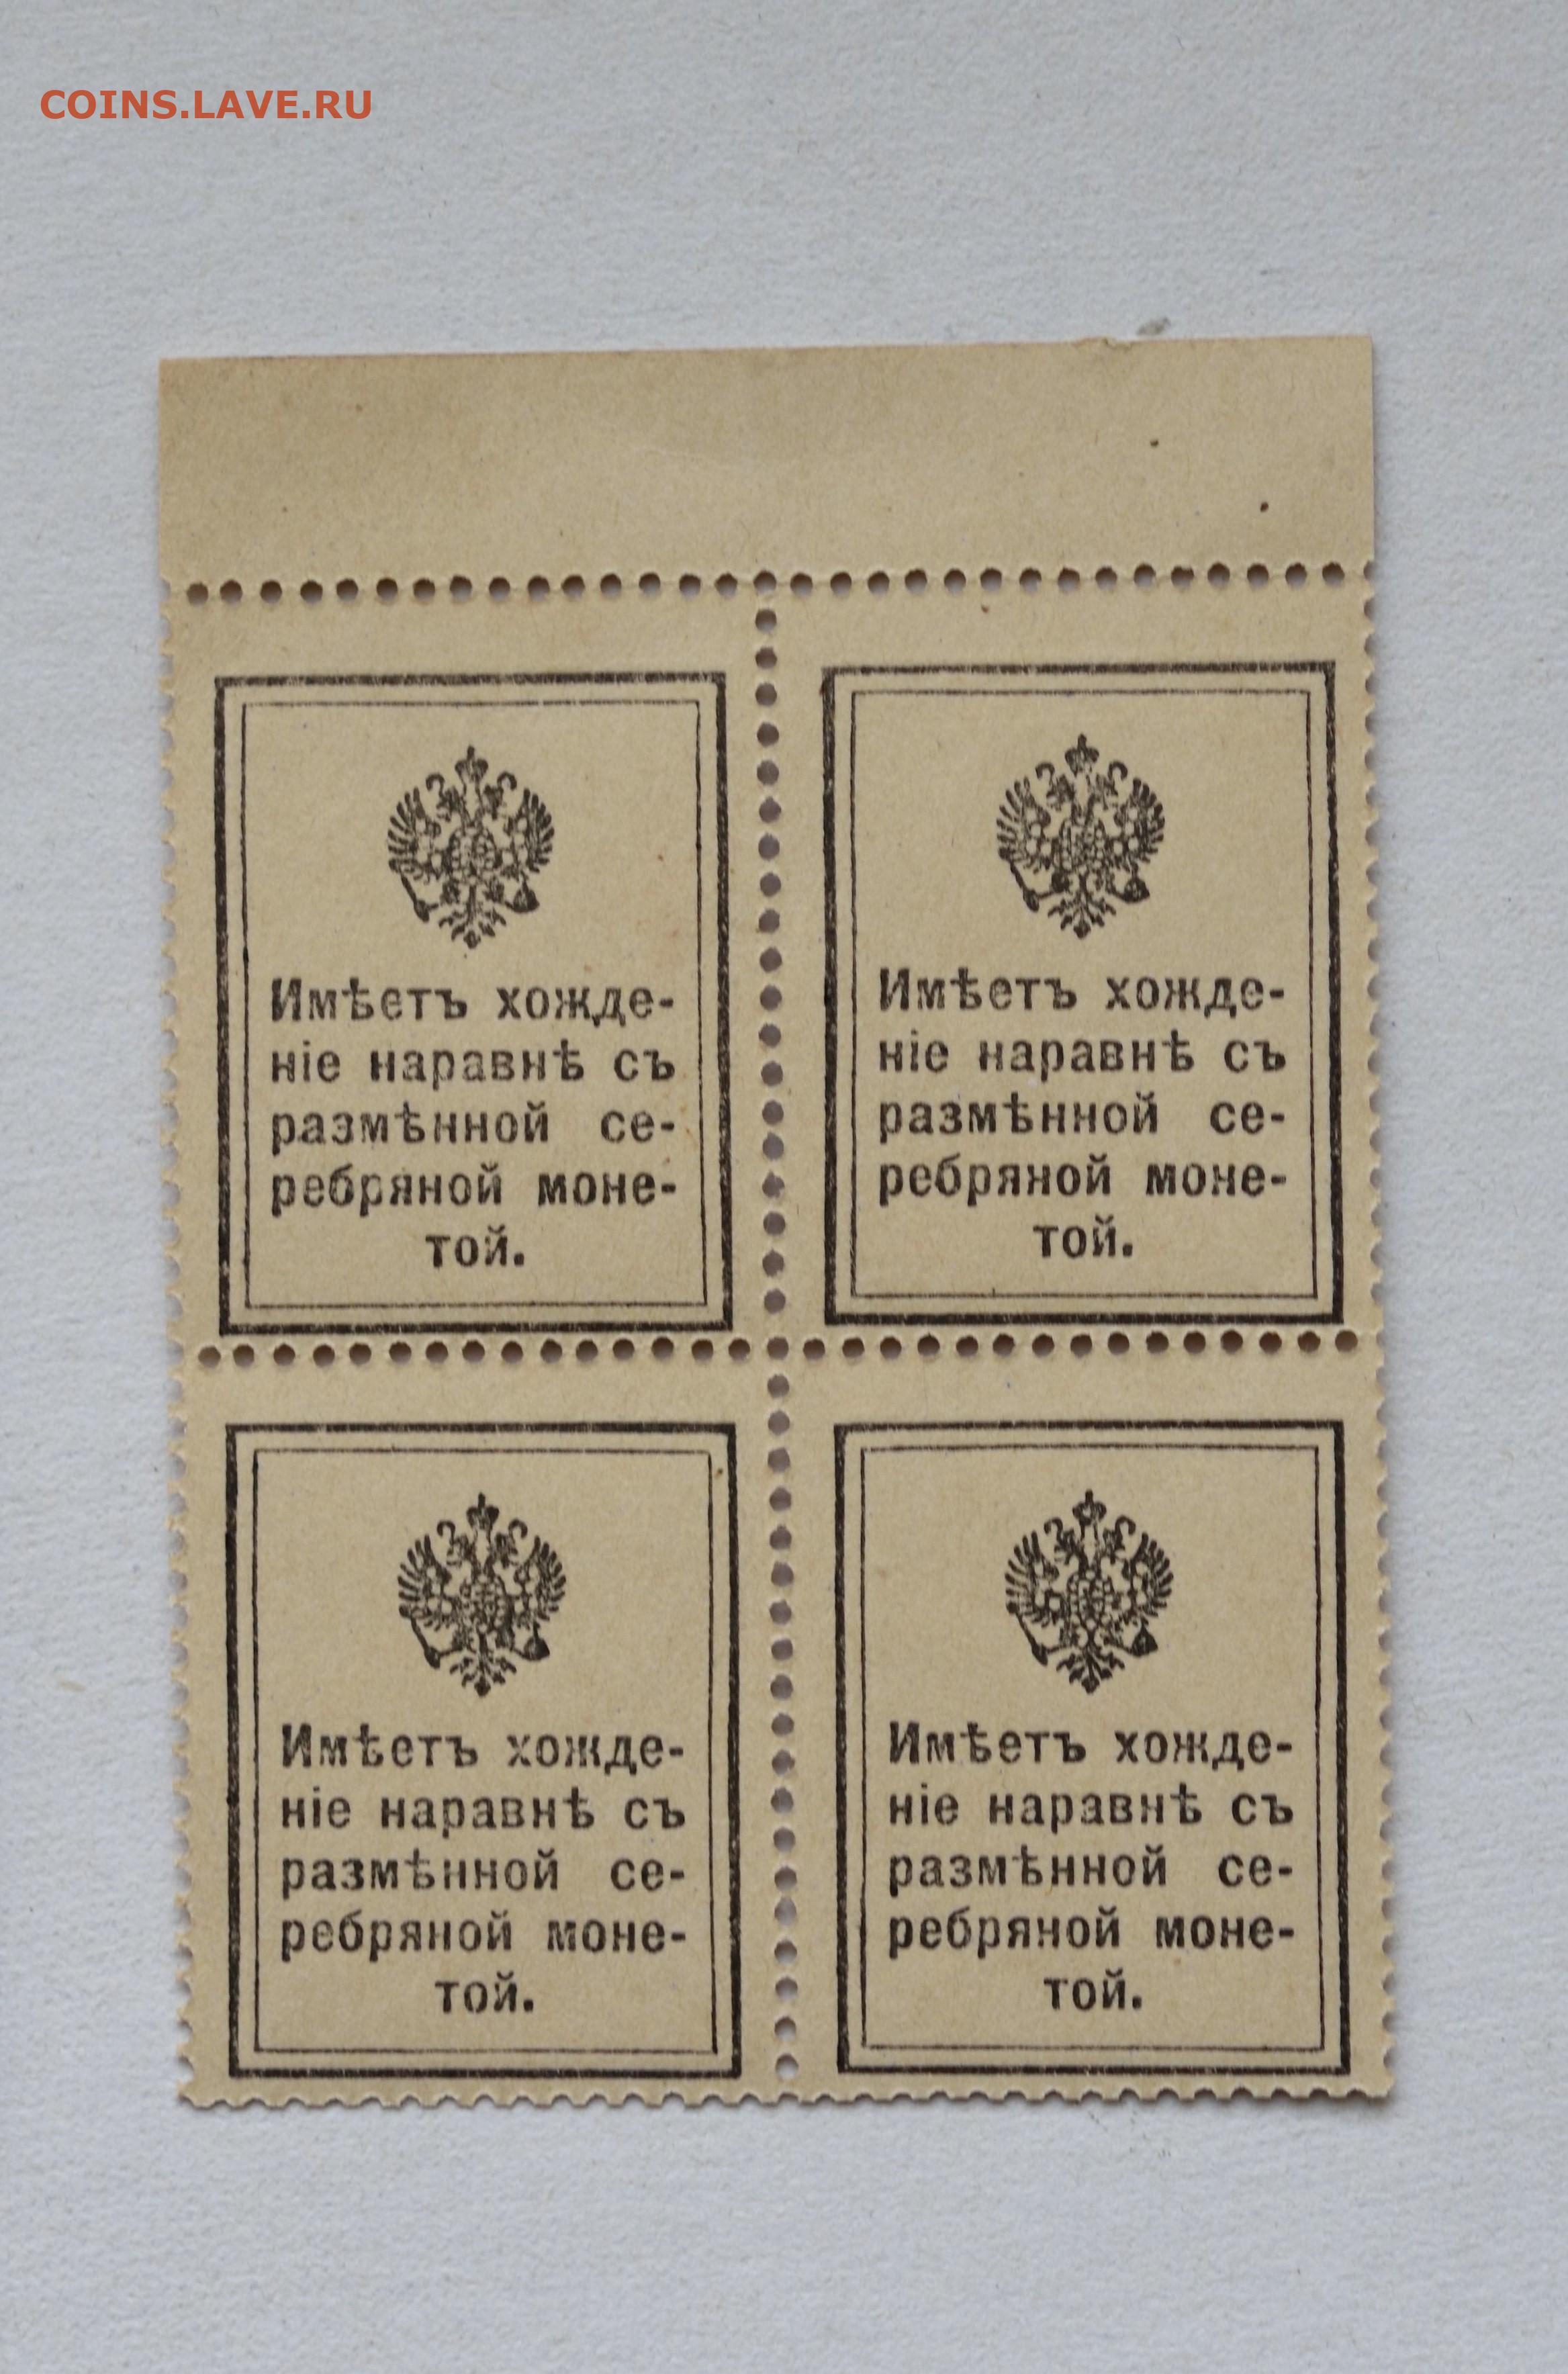 COINS.LAVE.RU
Имѣетъ хожде-
ніе наравнѣ съ
размѣнной се-
ребряной моне-
той.
Имѣетъ хожде-
ніе наравнѣ съ
размѣнной се-
ребряной моне-
той.
Имѣетъ хожде-
ніе наравнѣ съ
размѣнной се-
ребряной моне-
той.
Имѣетъ хожде-
ніе наравнѣ съ
размѣнной се-
ребряной моне-
той.